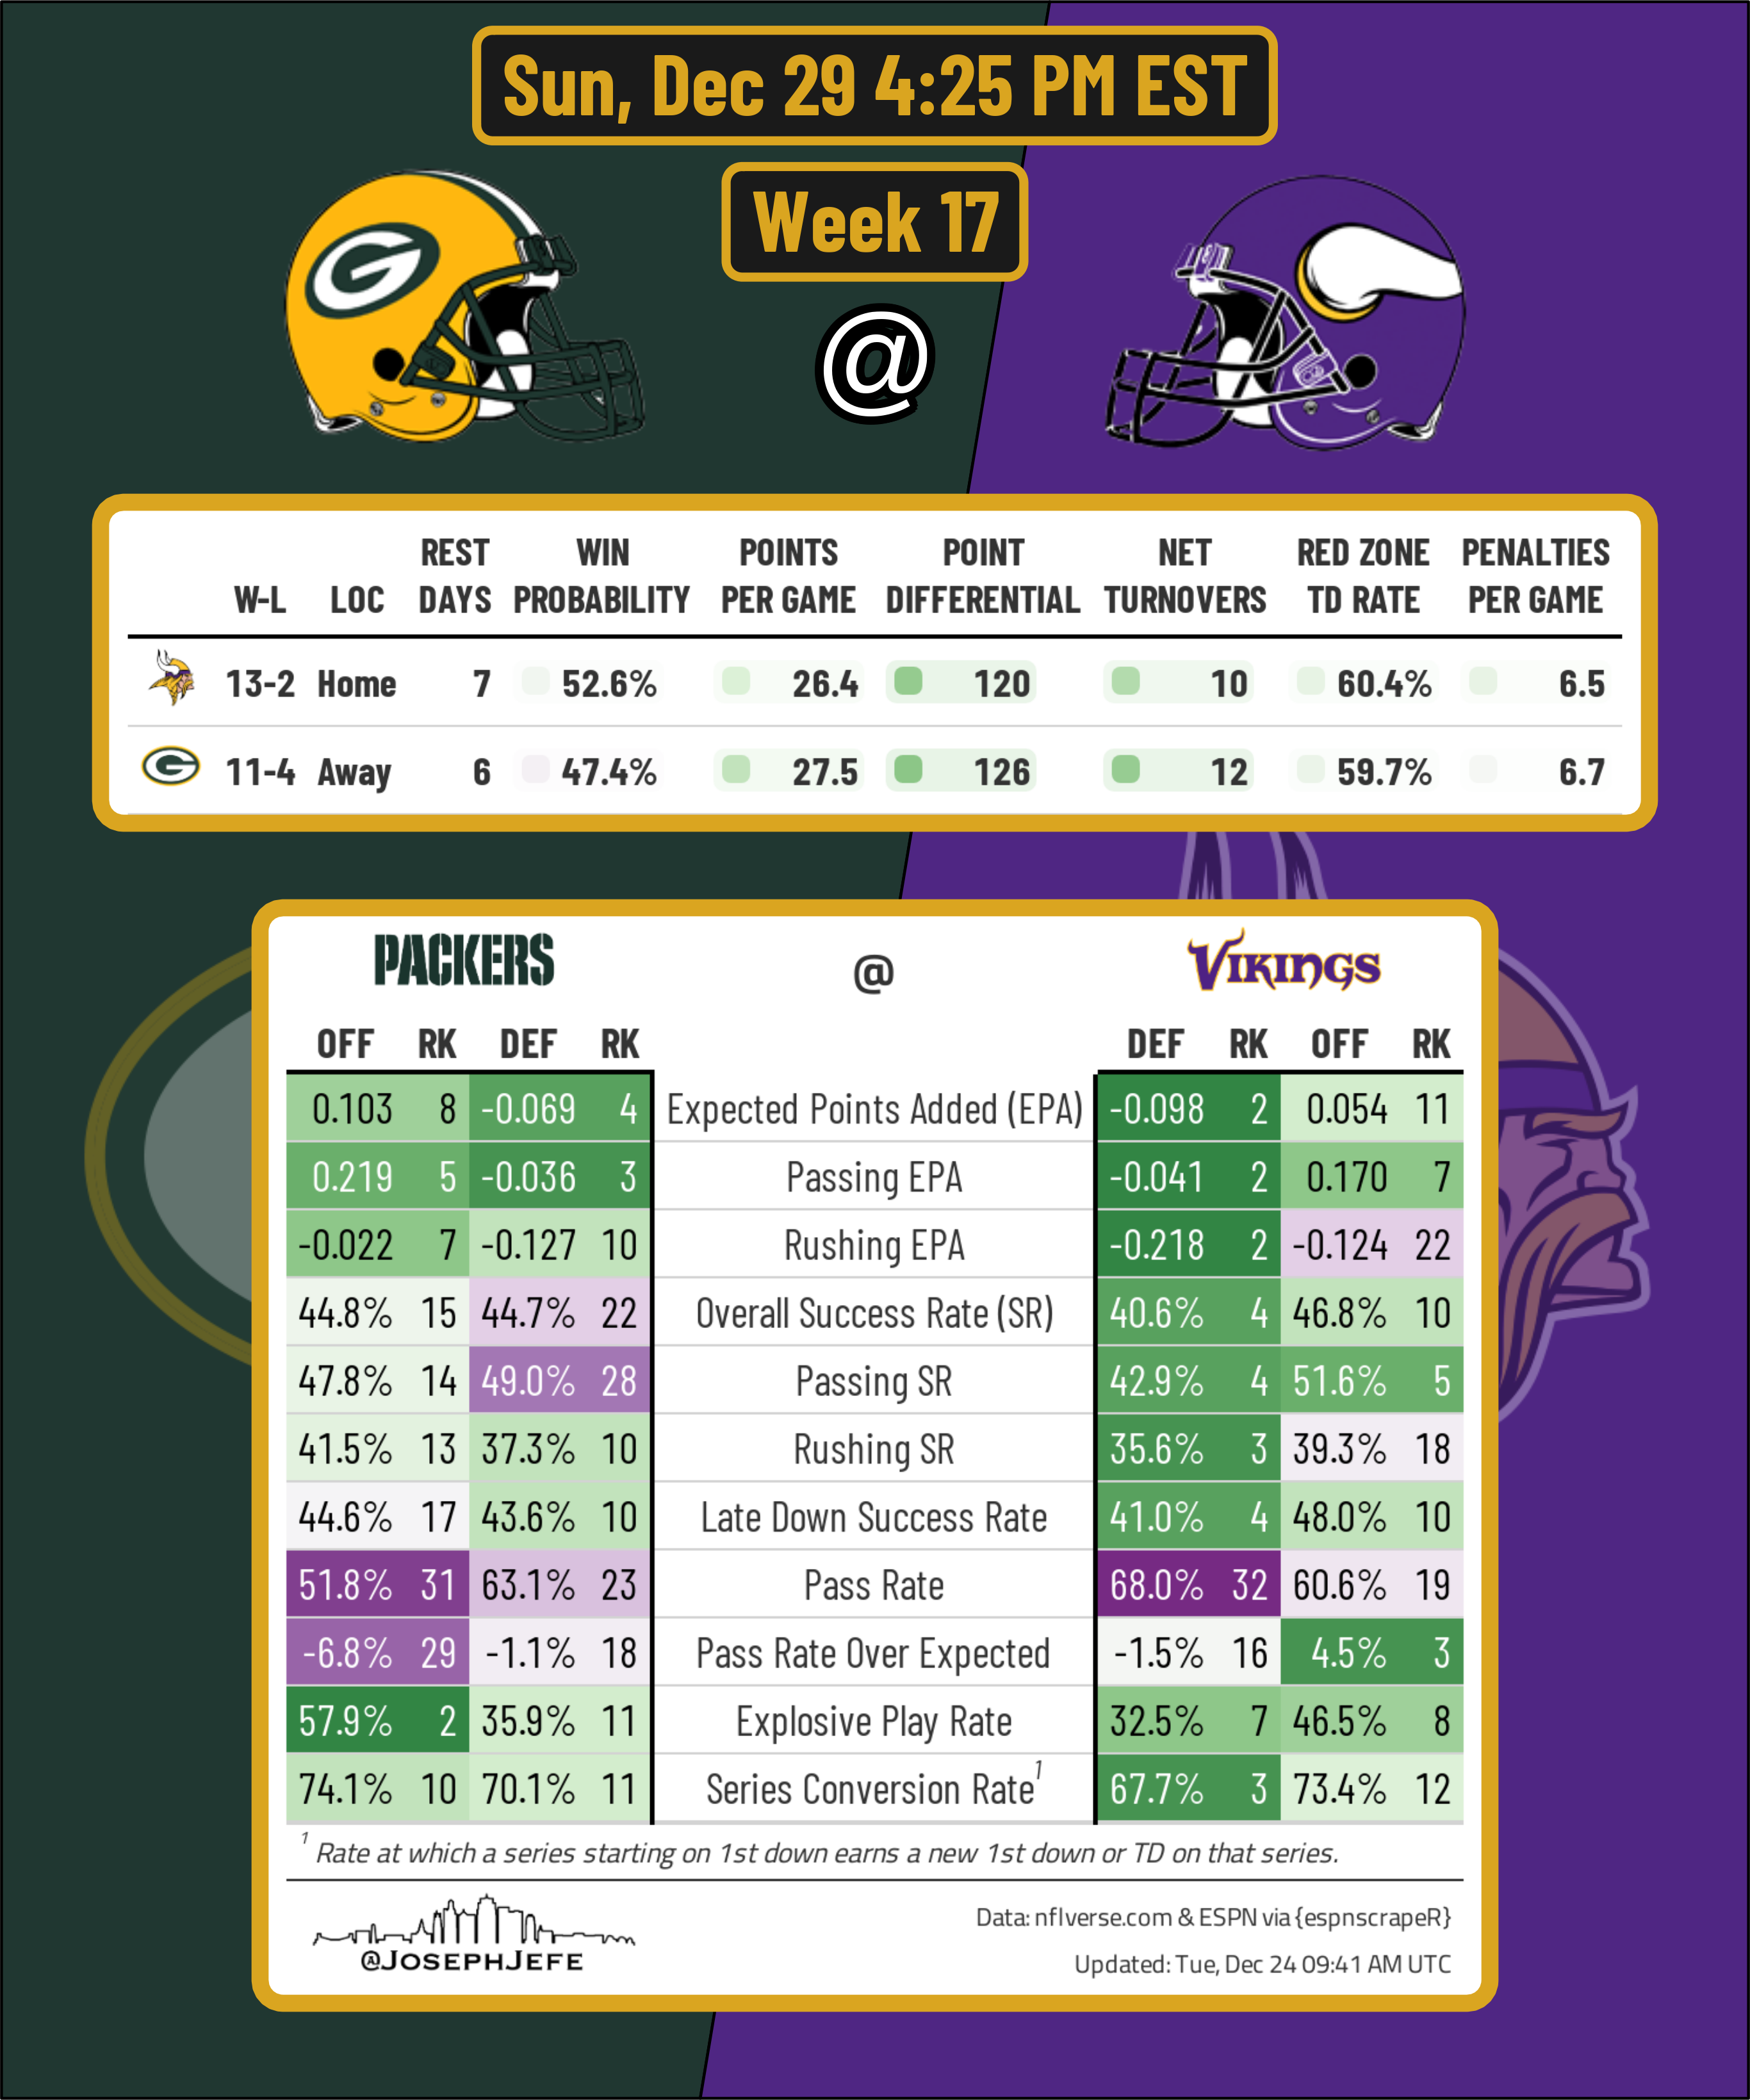 Sun, Dec 29 4:25 PM EST
Week 17
G
@
REST WIN POINTS POINT NET RED ZONE PENALTIES
W-L LOC DAYS PROBABILITY PER GAME DIFFERENTIAL TURNOVERS TD RATE PER GAME
13-2 Home 7 52.6% 26.4 120 10 60.4% 6.5
G 11-4 Away 6 47.4% 27.5 126 12 59.7% 6.7
PACKERS @ VIKINGS
OFF RK DEF RK DEF RK OFF RK
0.103 8 -0.069 4 Expected Points Added (EPA) -0.098 2 0.054 11
0.219 5 -0.036 3 Passing EPA -0.041 2 0.170 7
-0.022 7 -0.127 10 Rushing EPA -0.218 2 -0.124 22
44.8% 15 44.7% 22 Overall Success Rate (SR) 40.6% 4 46.8% 10
47.8% 14 49.0% 28 Passing SR 42.9% 4 51.6% 5
41.5% 13 37.3% 10 Rushing SR 35.6% 3 39.3% 18
44.6% 17 43.6% 10 Late Down Success Rate 41.0% 4 48.0% 10
51.8% 31 63.1% 23 Pass Rate 68.0% 32 60.6% 19
-6.8% 29 -1.1% 18 Pass Rate Over Expected -1.5% 16 4.5% 3
57.9% 2 35.9% 11 Explosive Play Rate 32.5% 7 46.5% 8
74.1% 10 70.1% 11 Series Conversion Rate¹ 67.7% 3 73.4% 12
¹ Rate at which a series starting on 1st down earns a new 1st down or TD on that series.
@JOSEPHJEFE
Data: nflverse.com & ESPN via {espnscrapeR}
Updated: Tue, Dec 24 09:41 AM UTC